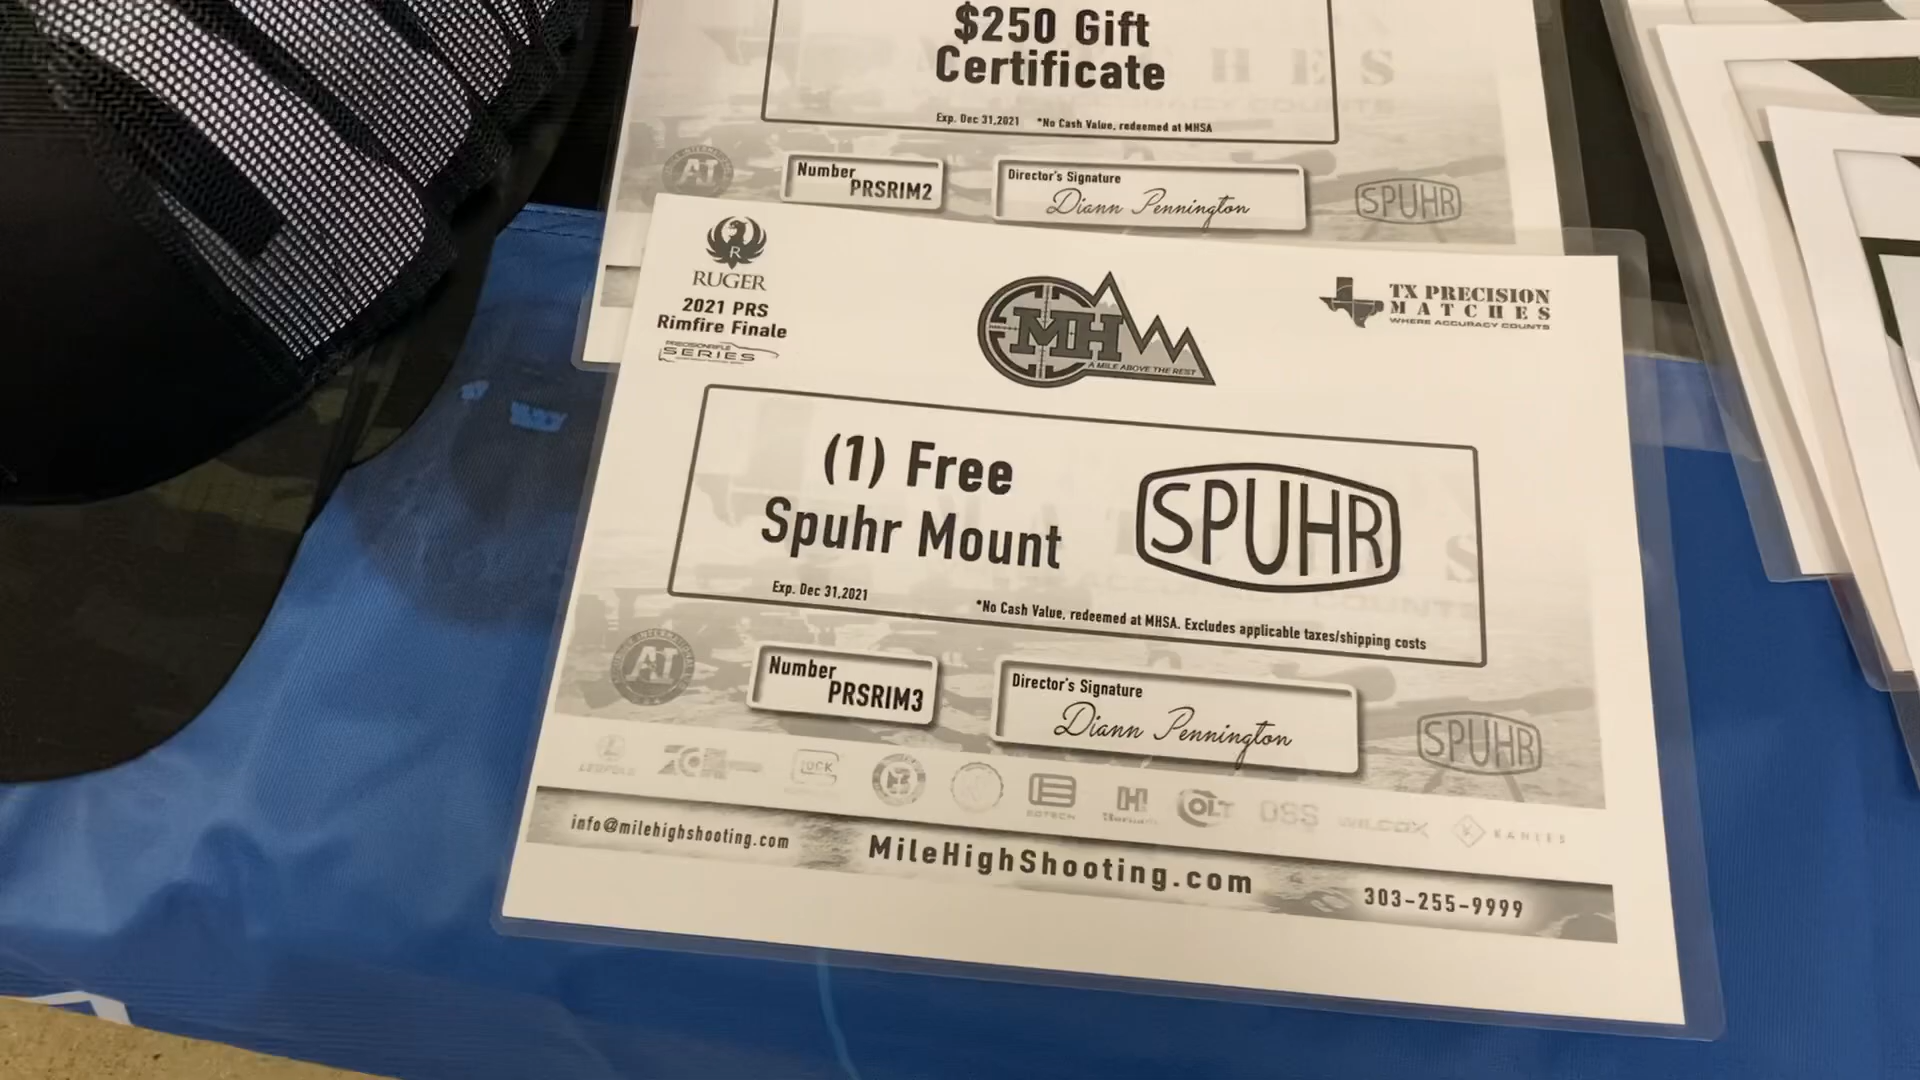 $250 Gift
Certificate
Exp. Dec 31,2021 *No Cash Value, redeemed at MHSA
Number
PRSRIM2
Director's Signature
Diann Pennington
SPUHR
RUGER
2021 PRS
Rimfire Finale
PRECISION RIFLE
SERIES
MH
A MILE ABOVE THE REST
TX PRECISION
MATCHES
WHERE ACCURACY COUNTS
(1) Free
Spuhr Mount
SPUHR
Exp. Dec 31,2021
*No Cash Value, redeemed at MHSA. Excludes applicable taxes/shipping costs
AI
Number
PRSRIM3
Director's Signature
Diann Pennington
SPUHR
LEUPOLD
GLOCK
EOTECH
COLT
OSS
WILCOX
KAHLES
info@milehighshooting.com
MileHighShooting.com
303-255-9999